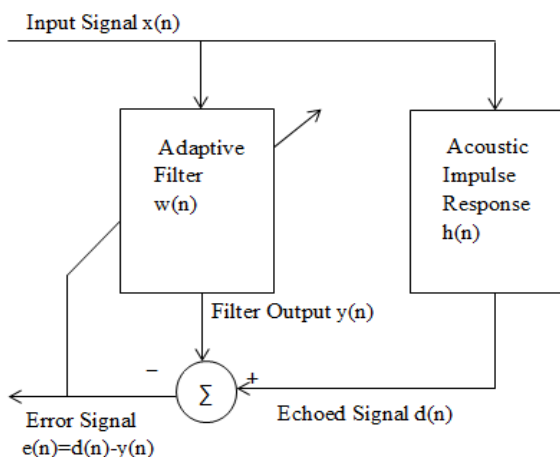 Input Signal x(n)
Adaptive
Filter
w(n)
Acoustic
Impulse
Response
h(n)
Filter Output y(n)
−
+
Σ
Echoed Signal d(n)
Error Signal
e(n)=d(n)-y(n)